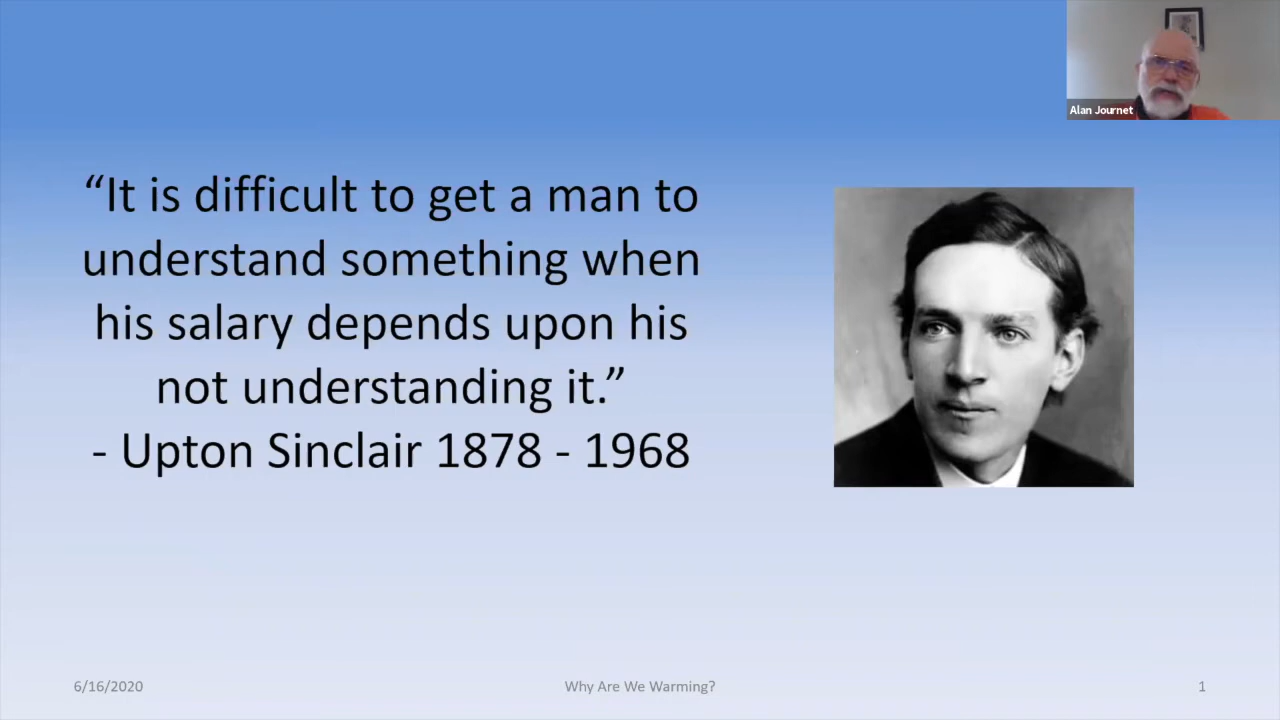 Alan Journet
“It is difficult to get a man to
understand something when
his salary depends upon his
not understanding it.”
- Upton Sinclair 1878 - 1968
6/16/2020
Why Are We Warming?
1